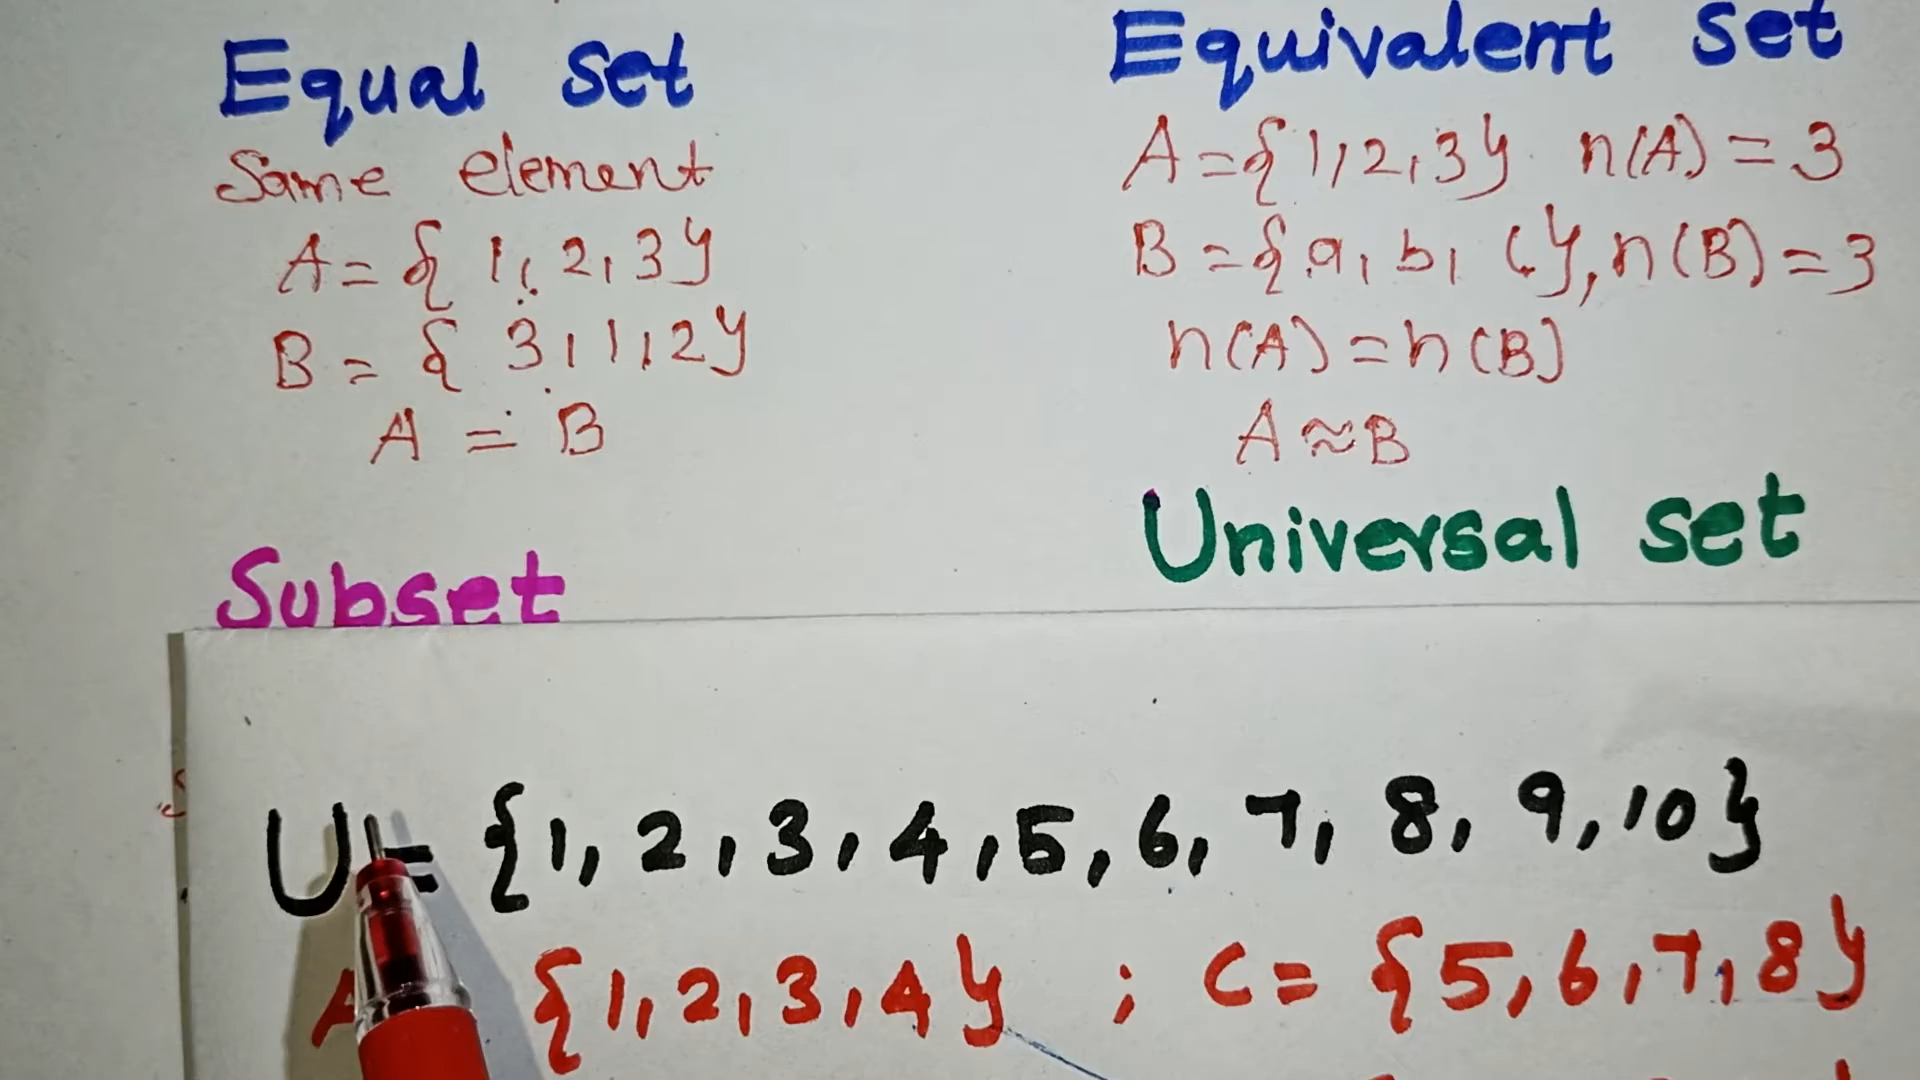 Equal set
Same element
A = { 1, 2, 3}
B = { 3, 1, 2}
A = B
Equivalent set
A = {1, 2, 3} n(A) = 3
B = {a, b, c}, n(B) = 3
n(A) = n(B)
A ≈ B
Subset
Universal set
U = {1, 2, 3, 4, 5, 6, 7, 8, 9, 10}
A {1, 2, 3, 4} ; C = {5, 6, 7, 8}